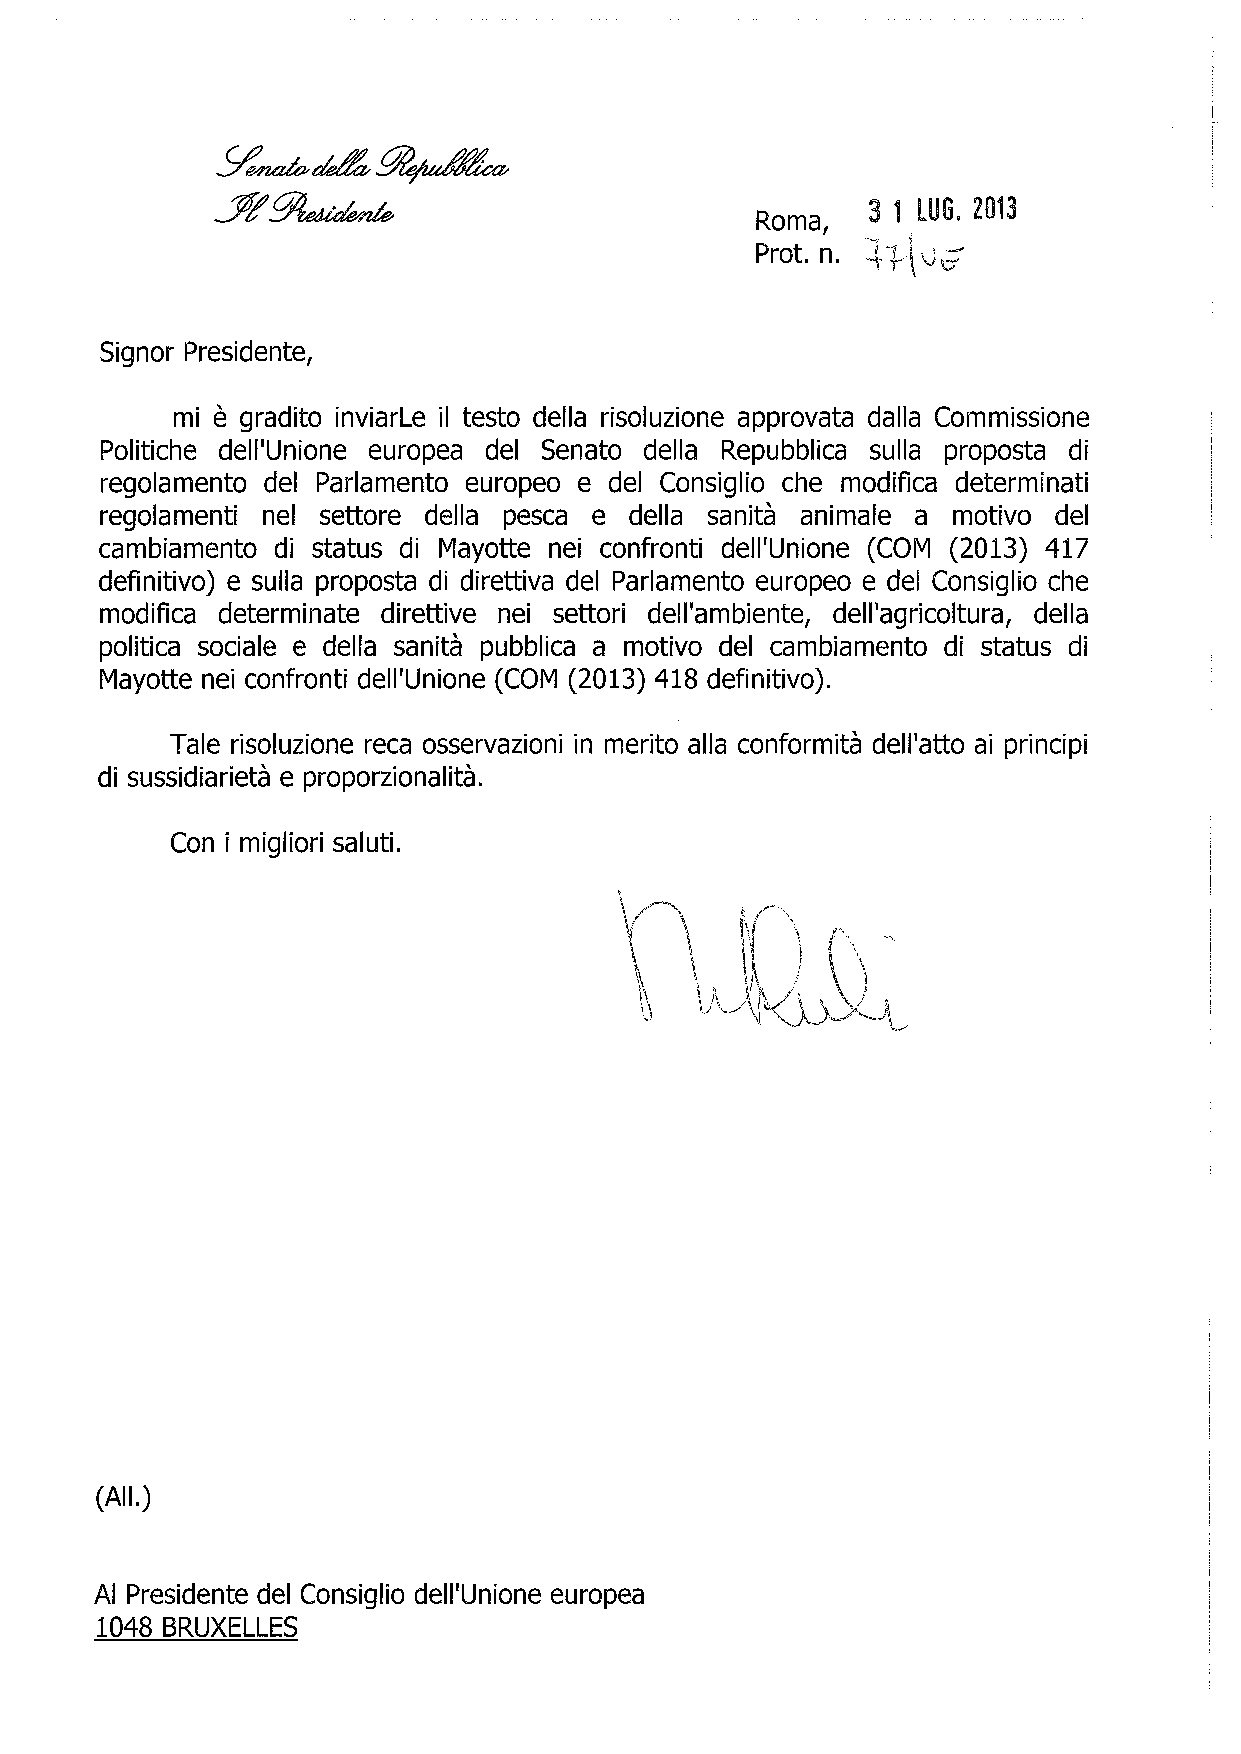 Senato della Repubblica
Il Presidente
Roma, 31 LUG. 2013
Prot. n. 77/UE
Signor Presidente,
mi è gradito inviarLe il testo della risoluzione approvata dalla Commissione
Politiche dell'Unione europea del Senato della Repubblica sulla proposta di
regolamento del Parlamento europeo e del Consiglio che modifica determinati
regolamenti nel settore della pesca e della sanità animale a motivo del
cambiamento di status di Mayotte nei confronti dell'Unione (COM (2013) 417
definitivo) e sulla proposta di direttiva del Parlamento europeo e del Consiglio che
modifica determinate direttive nei settori dell'ambiente, dell'agricoltura, della
politica sociale e della sanità pubblica a motivo del cambiamento di status di
Mayotte nei confronti dell'Unione (COM (2013) 418 definitivo).
Tale risoluzione reca osservazioni in merito alla conformità dell'atto ai principi
di sussidiarietà e proporzionalità.
Con i migliori saluti.
(All.)
Al Presidente del Consiglio dell'Unione europea
1048 BRUXELLES